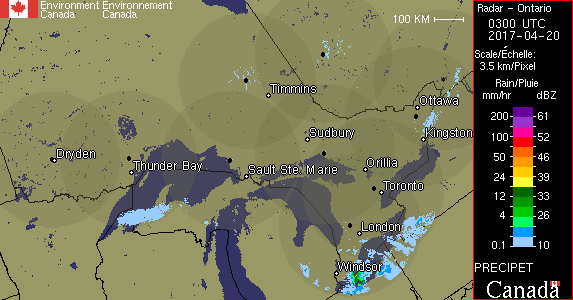 Environment Environnement
Canada Canada
100 KM
Timmins
Ottawa
Sudbury
Kingston
Dryden
Thunder Bay
Sault Ste. Marie
Orillia
Toronto
London
Windsor
Radar - Ontario
0300 UTC
2017-04-20
Scale/Échelle:
3.5 km/Pixel
Rain/Pluie
mm/hr dBZ
200 61
100 52
50 46
24 39
12 33
4 26
0.1 10
PRECIPET
Canada